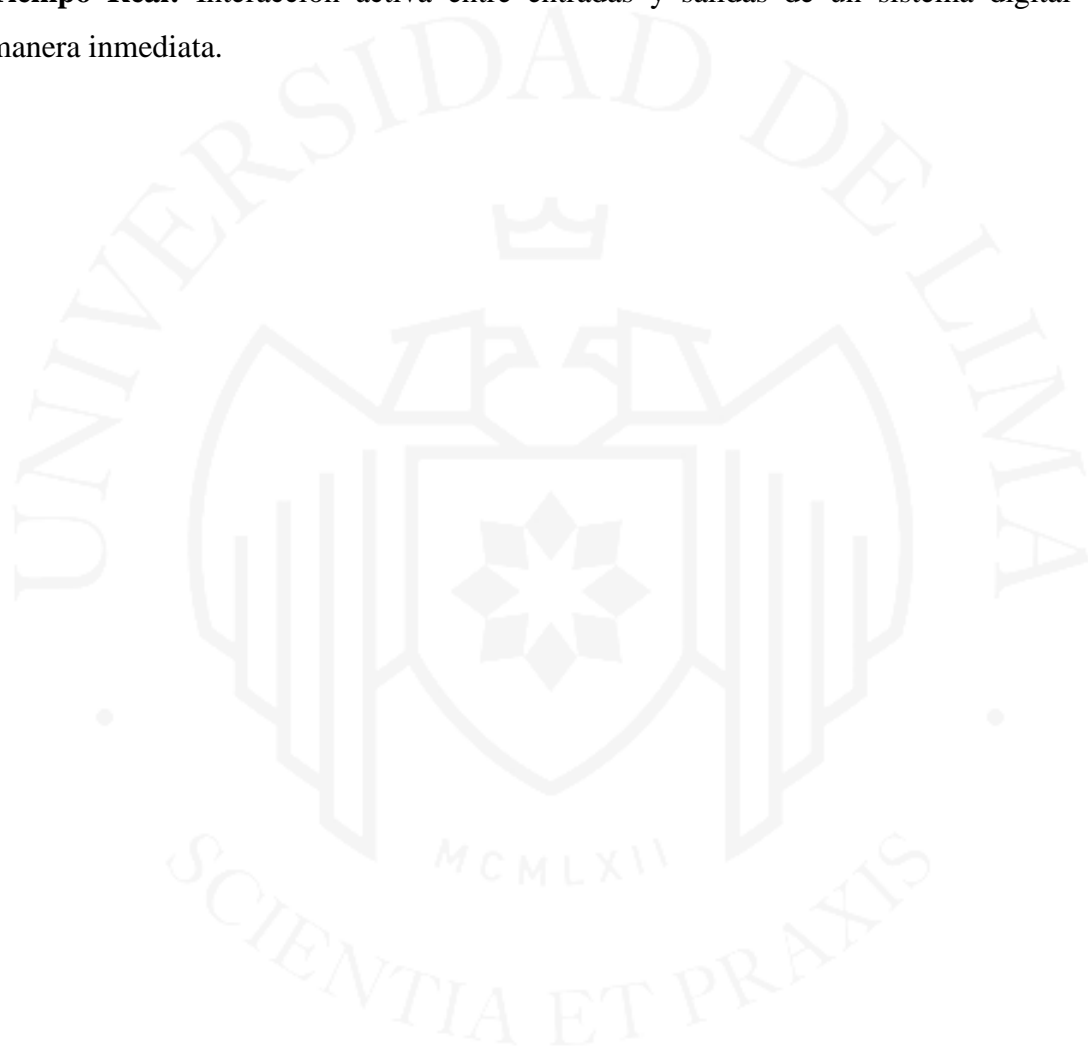 Tiempo Real: Interacción activa entre entradas y salidas de un sistema digital
manera inmediata.
UNIVERSIDAD DE LIMA
MCMLXII
SCIENTIA ET PRAXIS